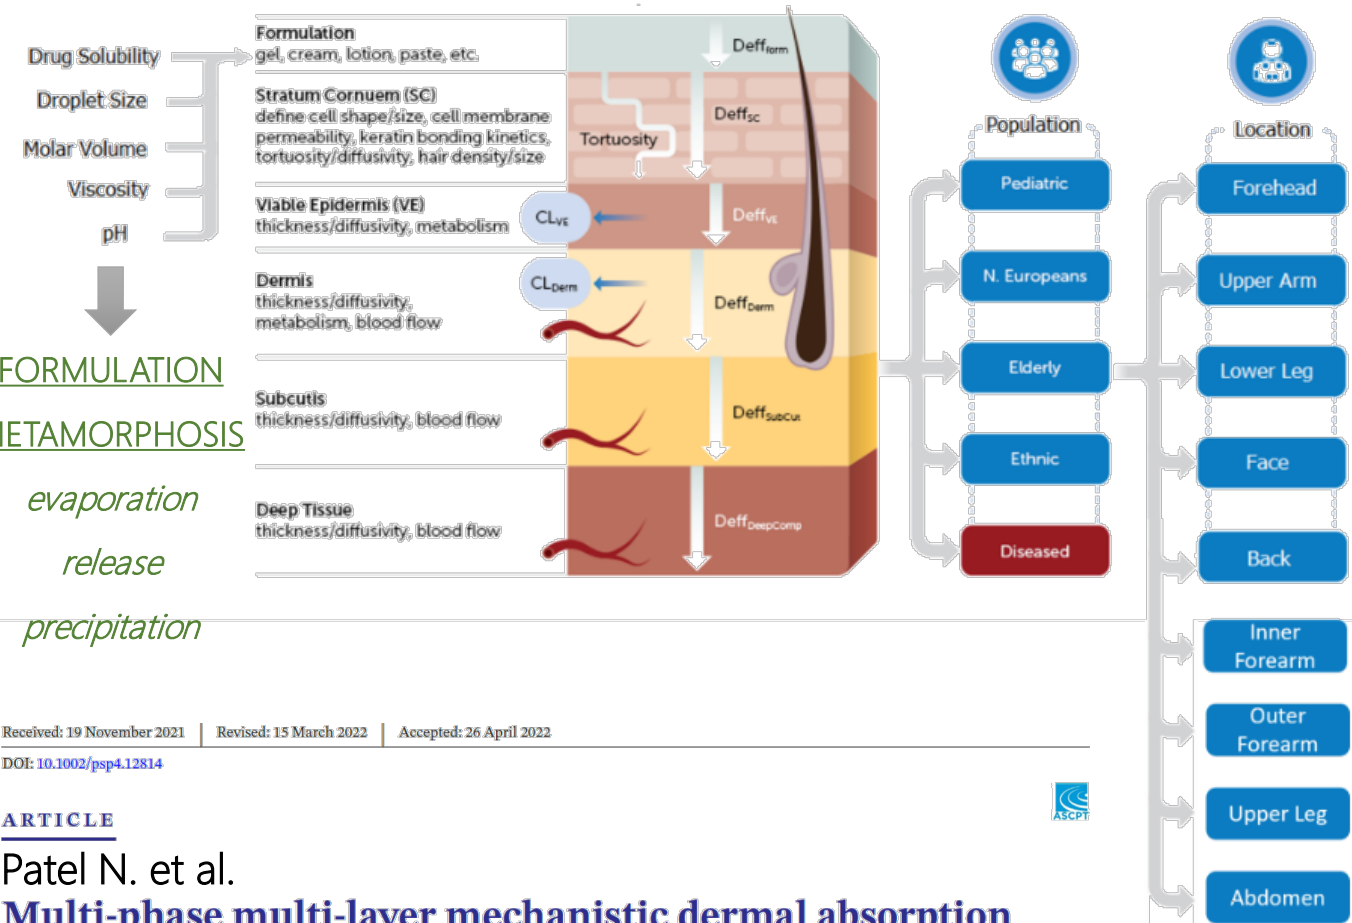 Drug Solubility
Droplet Size
Molar Volume
Viscosity
pH
FORMULATION
METAMORPHOSIS
evaporation
release
precipitation
Formulation
gel, cream, lotion, paste, etc.
Stratum Cornuem (SC)
define cell shape/size, cell membrane
permeability, keratin bonding kinetics,
tortuosity/diffusivity, hair density/size
Viable Epidermis (VE)
thickness/diffusivity, metabolism
Dermis
thickness/diffusivity,
metabolism, blood flow
Subcutis
thickness/diffusivity, blood flow
Deep Tissue
thickness/diffusivity, blood flow
Deff form
Deff SC
Tortuosity
CL VE
Deff VE
CL Derm
Deff Derm
Deff SubCut
Deff DeepComp
Population
Pediatric
N. Europeans
Elderly
Ethnic
Diseased
Location
Forehead
Upper Arm
Lower Leg
Face
Back
Inner
Forearm
Outer
Forearm
Upper Leg
Abdomen
Received: 19 November 2021 | Revised: 15 March 2022 | Accepted: 26 April 2022
DOI: 10.1002/psp4.12814
ASCPT
ARTICLE
Patel N. et al.
Multi-phase multi-layer mechanistic dermal absorption